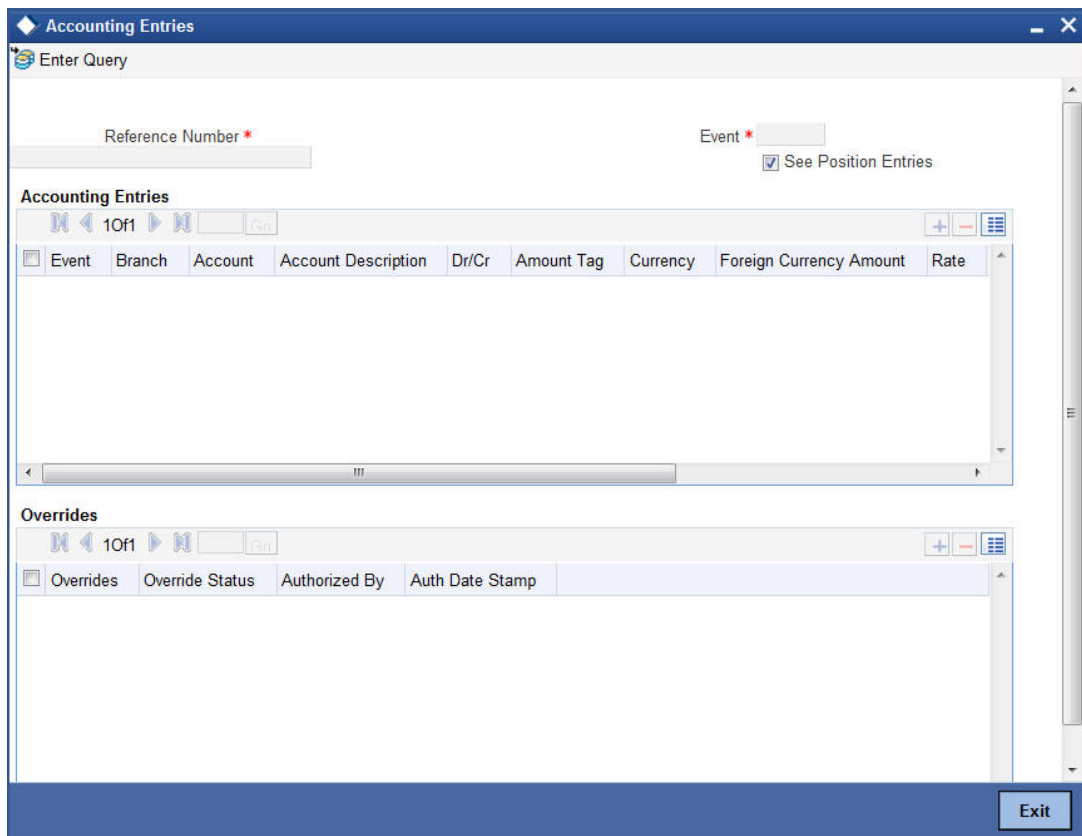 Accounting Entries
Enter Query
Reference Number *
Event *
See Position Entries
Accounting Entries
1Of1 Go
Event Branch Account Account Description Dr/Cr Amount Tag Currency Foreign Currency Amount Rate
Overrides
1Of1 Go
Overrides Override Status Authorized By Auth Date Stamp
Exit